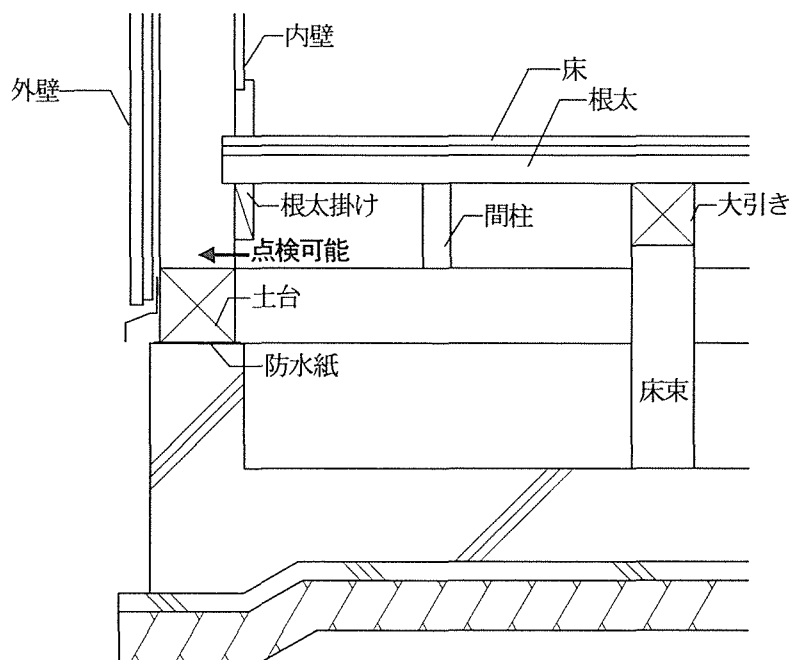 内壁
外壁
床
根太
根太掛け
間柱
大引き
点検可能
土台
防水紙
床束